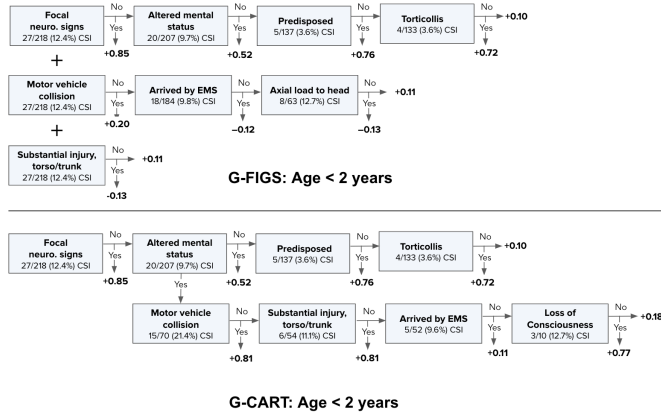 Focal
neuro. signs
27/218 (12.4%) CSI
No
Yes
+0.85
Altered mental
status
20/207 (9.7%) CSI
No
Yes
+0.52
Predisposed
5/137 (3.6%) CSI
No
Yes
+0.76
Torticollis
4/133 (3.6%) CSI
No
+0.10
Yes
+0.72
+
Motor vehicle
collision
27/218 (12.4%) CSI
No
Yes
+0.20
Arrived by EMS
18/184 (9.8%) CSI
No
Yes
–0.12
Axial load to head
8/63 (12.7%) CSI
No
+0.11
Yes
–0.13
+
Substantial injury,
torso/trunk
27/218 (12.4%) CSI
No
+0.11
Yes
-0.13
G-FIGS: Age < 2 years
Focal
neuro. signs
27/218 (12.4%) CSI
No
Yes
+0.85
Altered mental
status
20/207 (9.7%) CSI
No
Yes
+0.52
Predisposed
5/137 (3.6%) CSI
No
Yes
+0.76
Torticollis
4/133 (3.6%) CSI
No
+0.10
Yes
+0.72
Yes
Motor vehicle
collision
15/70 (21.4%) CSI
No
Yes
+0.81
Substantial injury,
torso/trunk
6/54 (11.1%) CSI
No
Yes
+0.81
Arrived by EMS
5/52 (9.6%) CSI
No
Yes
+0.11
Loss of
Consciousness
3/10 (12.7%) CSI
No
+0.18
Yes
+0.77
G-CART: Age < 2 years